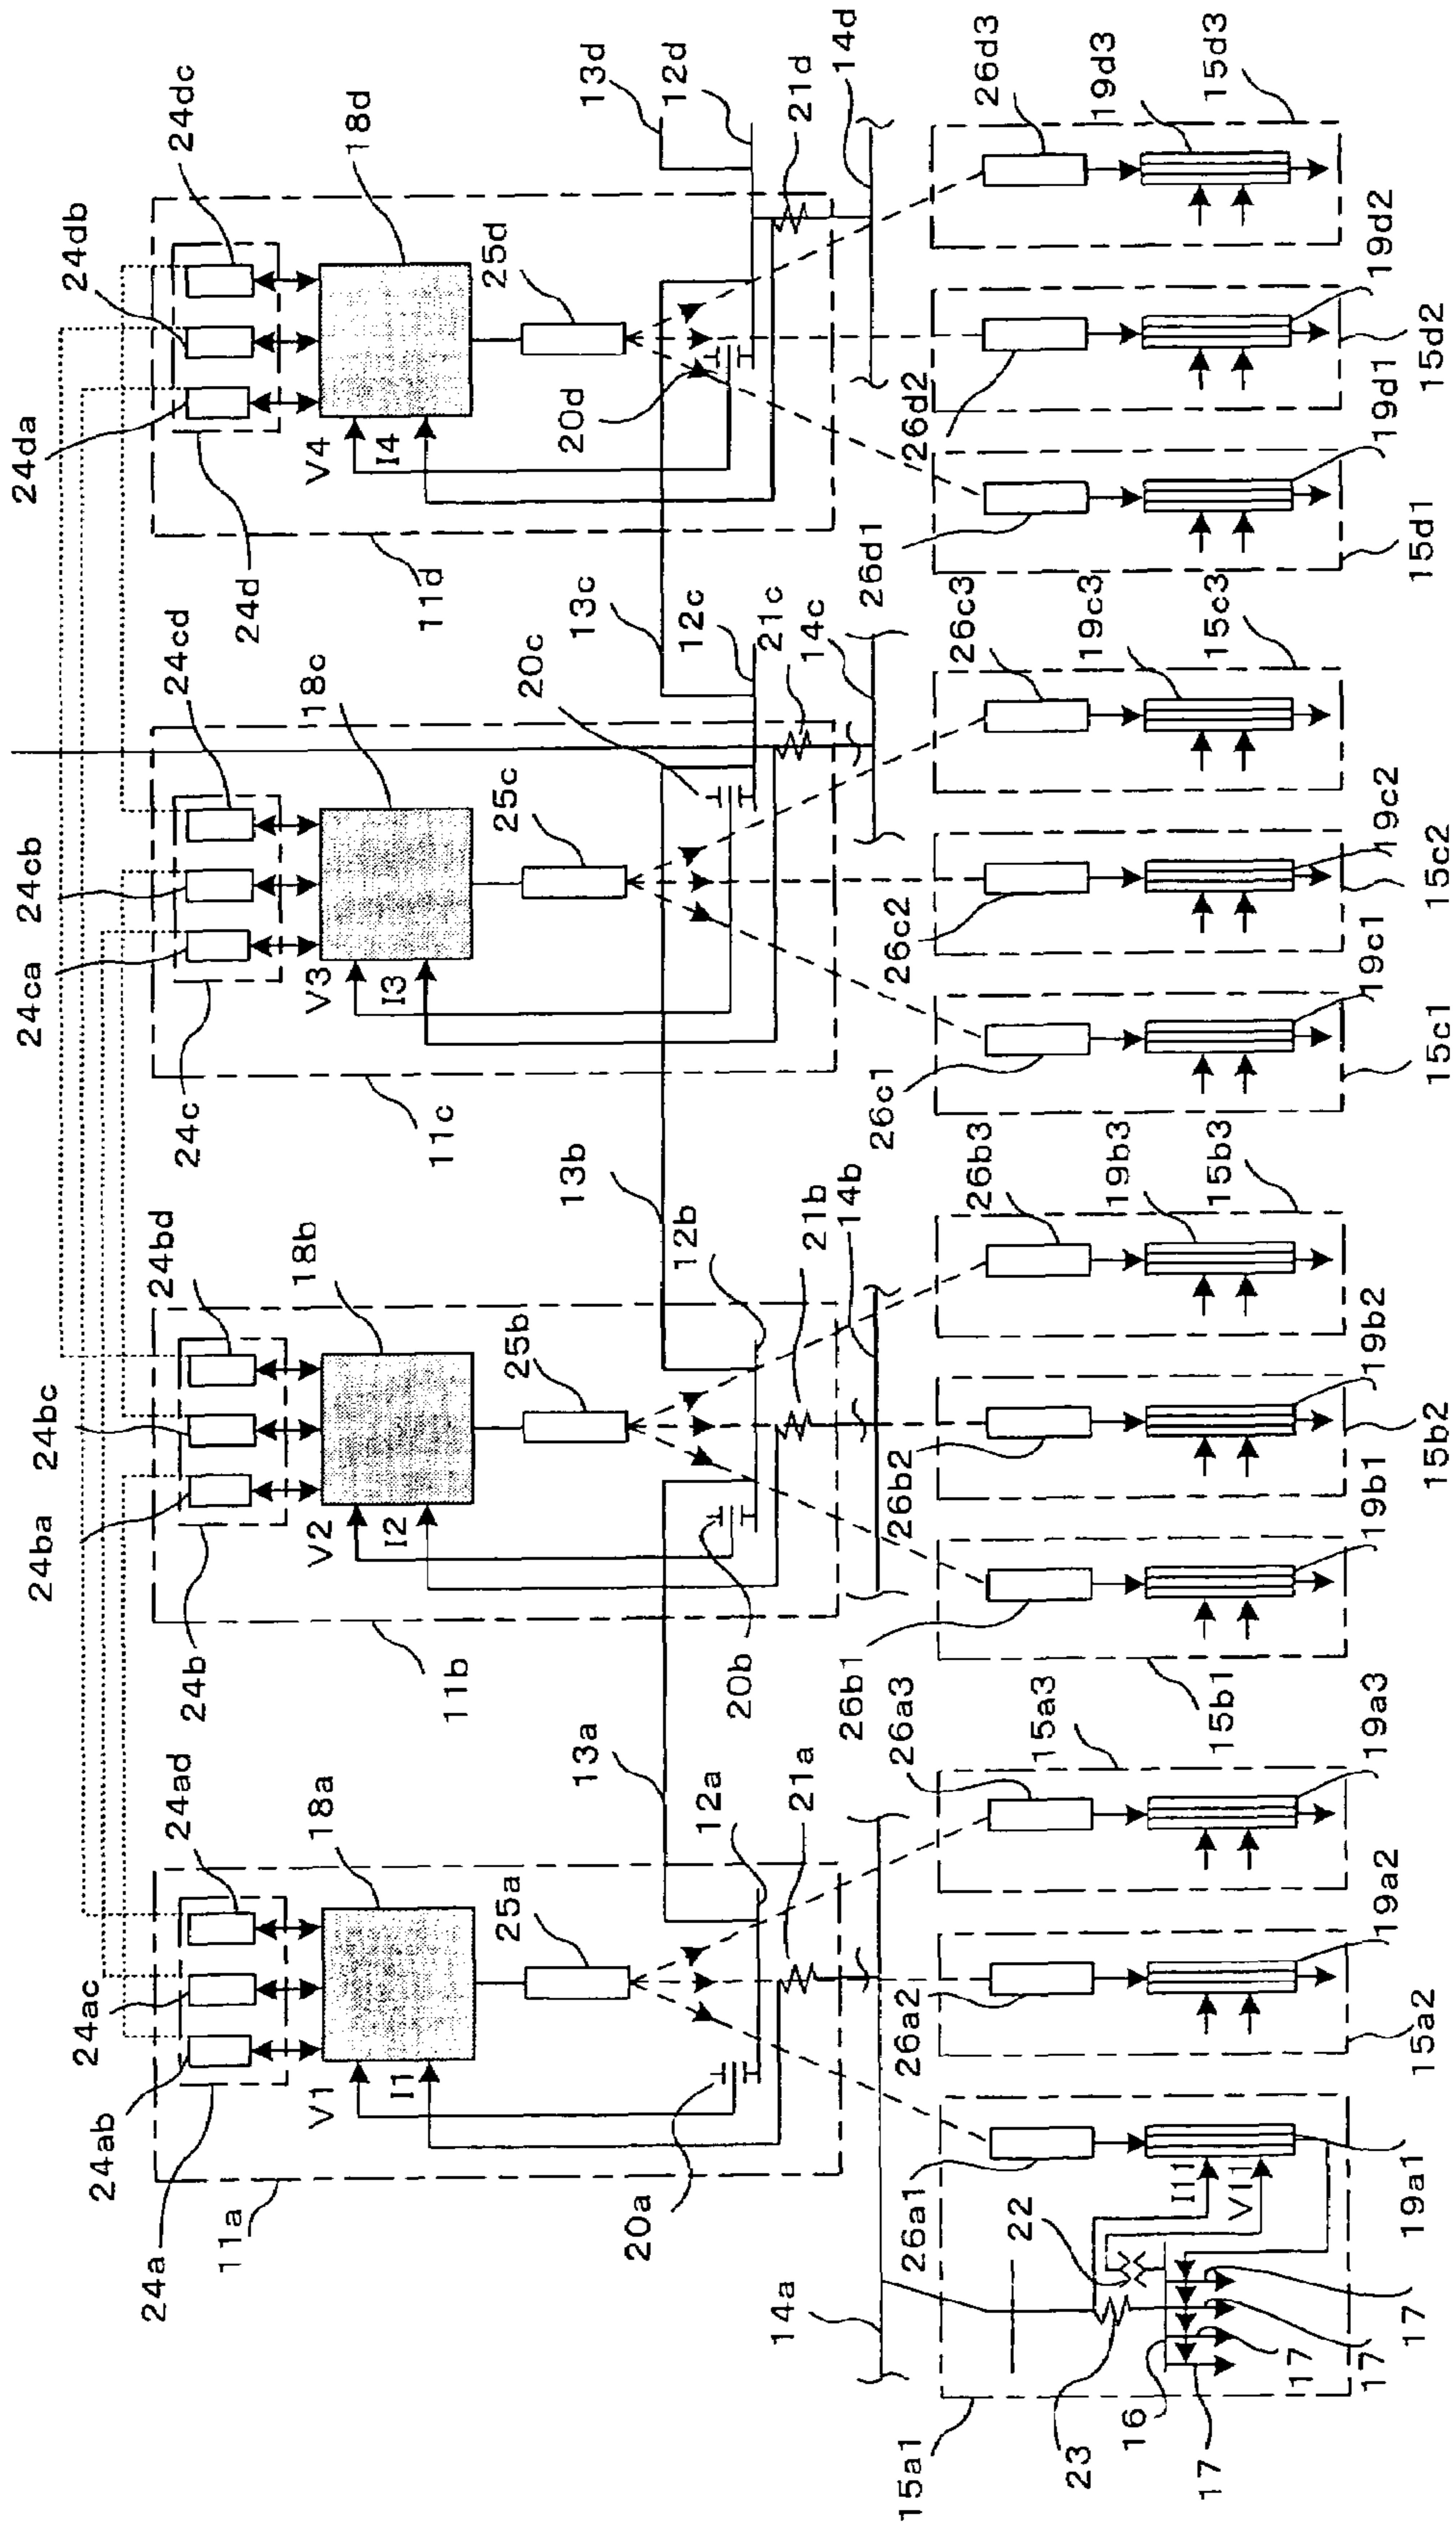 24da
24db
24dc
24d
18d
V4
I4
25d
11d
20d
13d
12d
21d
14d
26d3
19d3
15d3
26d2
19d2
15d2
26d1
19d1
15d1
24ca
24cb
24cd
24c
18c
V3
I3
25c
11c
20c
13c
12c
21c
14c
26c3
19c3
15c3
26c2
19c2
15c2
26c1
19c1
15c1
24ba
24bc
24bd
24b
18b
V2
I2
25b
11b
20b
13b
12b
21b
14b
26b3
19b3
15b3
26b2
19b2
15b2
26b1
19b1
15b1
24ab
24ac
24ad
24a
18a
V1
I1
25a
11a
20a
13a
12a
21a
14a
26a3
15a3
19a3
26a2
19a2
15a2
26a1
19a1
15a1
I11
V11
22
23
16
17
17
17
17